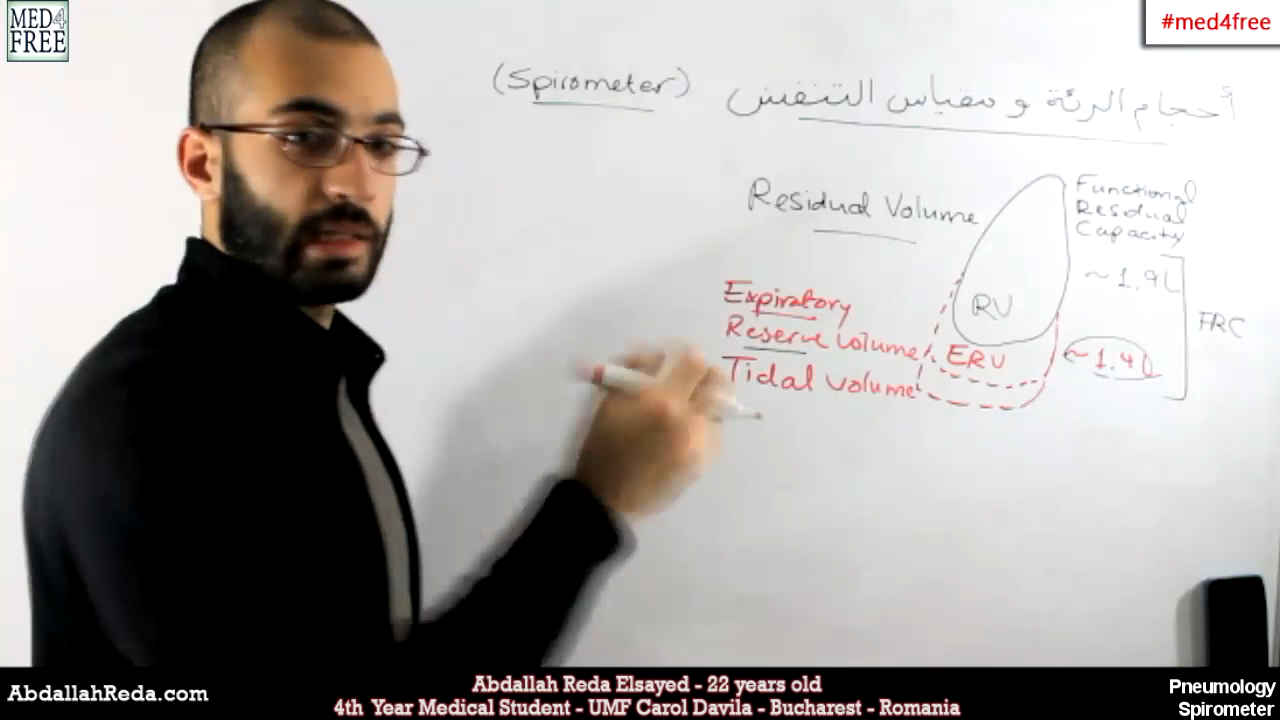 MED4
FREE
#med4free
(Spirometer) أحجام الرئة و مقياس التنفس
Residual Volume
Functional
Residual
Capacity
~ 1.9L
RV
FRC
Expiratory
Reserve Volume
ERV
~ 1.4L
Tidal Volume
AbdallahReda.com
Abdallah Reda Elsayed - 22 years old
4th Year Medical Student - UMF Carol Davila - Bucharest - Romania
Pneumology
Spirometer